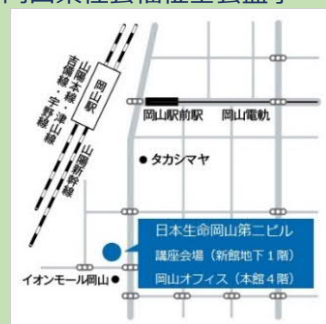 岡山駅
山陽本線・津山線
吉備線・宇野線
山陽新幹線
岡山駅前駅
岡山電軌
タカシマヤ
日本生命岡山第二ビル
講座会場（新館地下１階）
岡山オフィス（本館４階）
イオンモール岡山